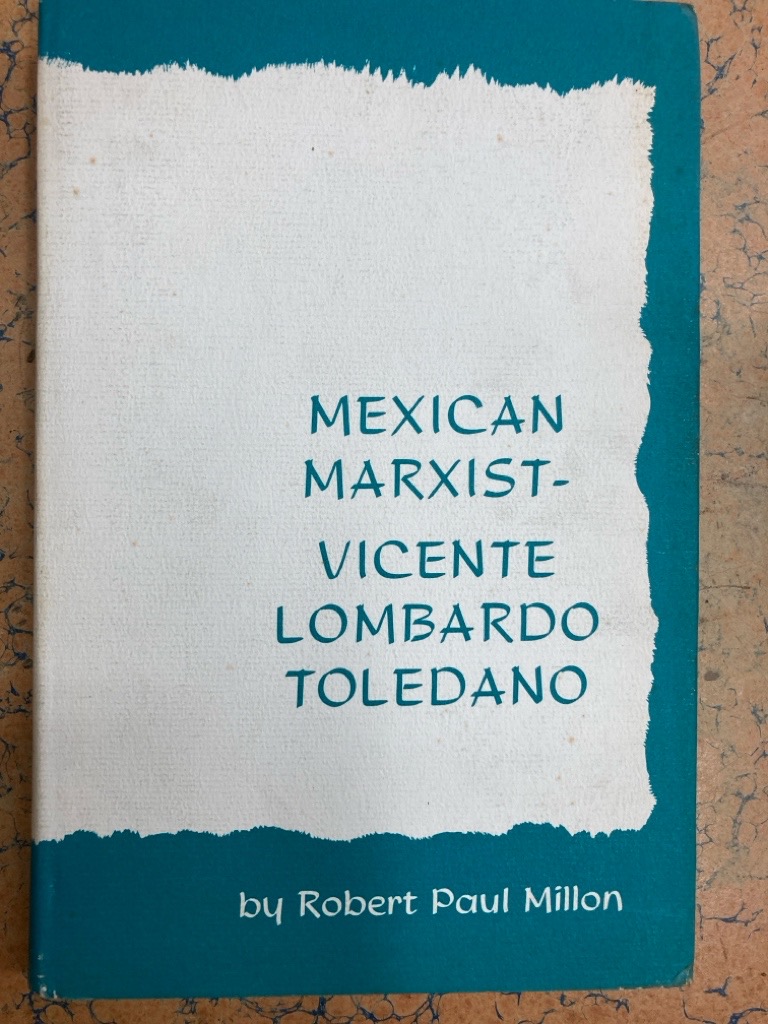 MEXICAN
MARXIST-
VICENTE
LOMBARDO
TOLEDANO
by Robert Paul Millon